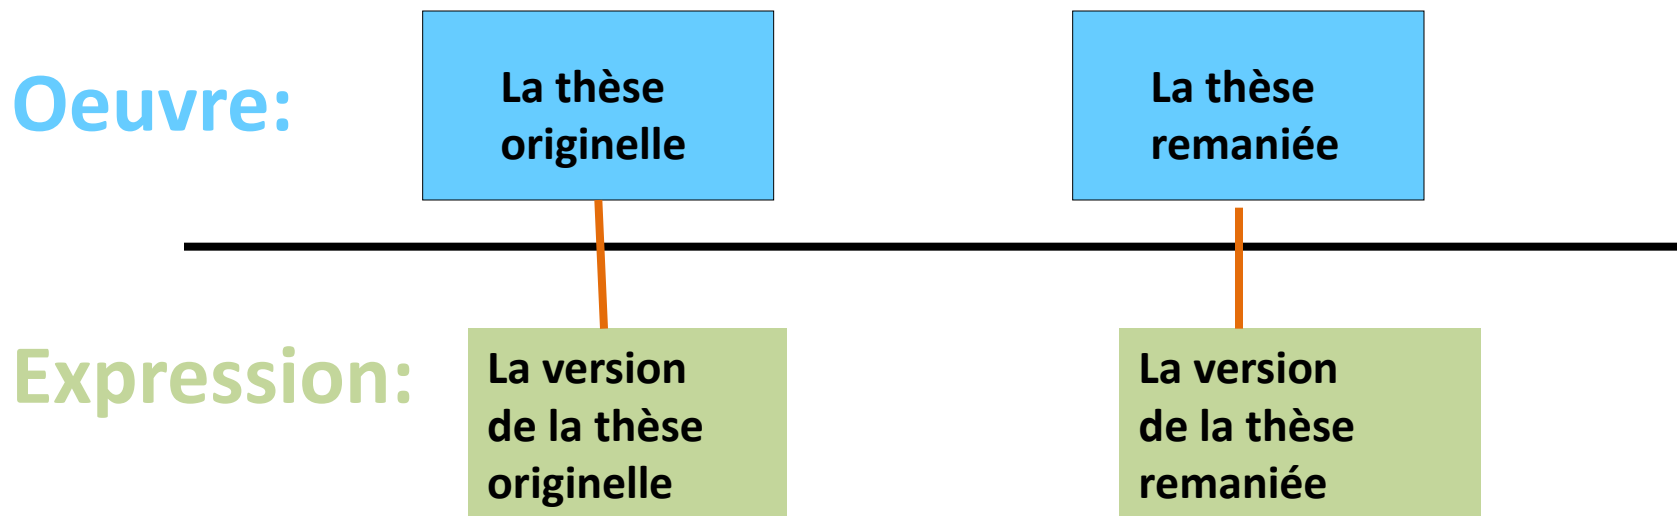 Oeuvre:
La thèse
originelle
La thèse
remaniée
Expression:
La version
de la thèse
originelle
La version
de la thèse
remaniée